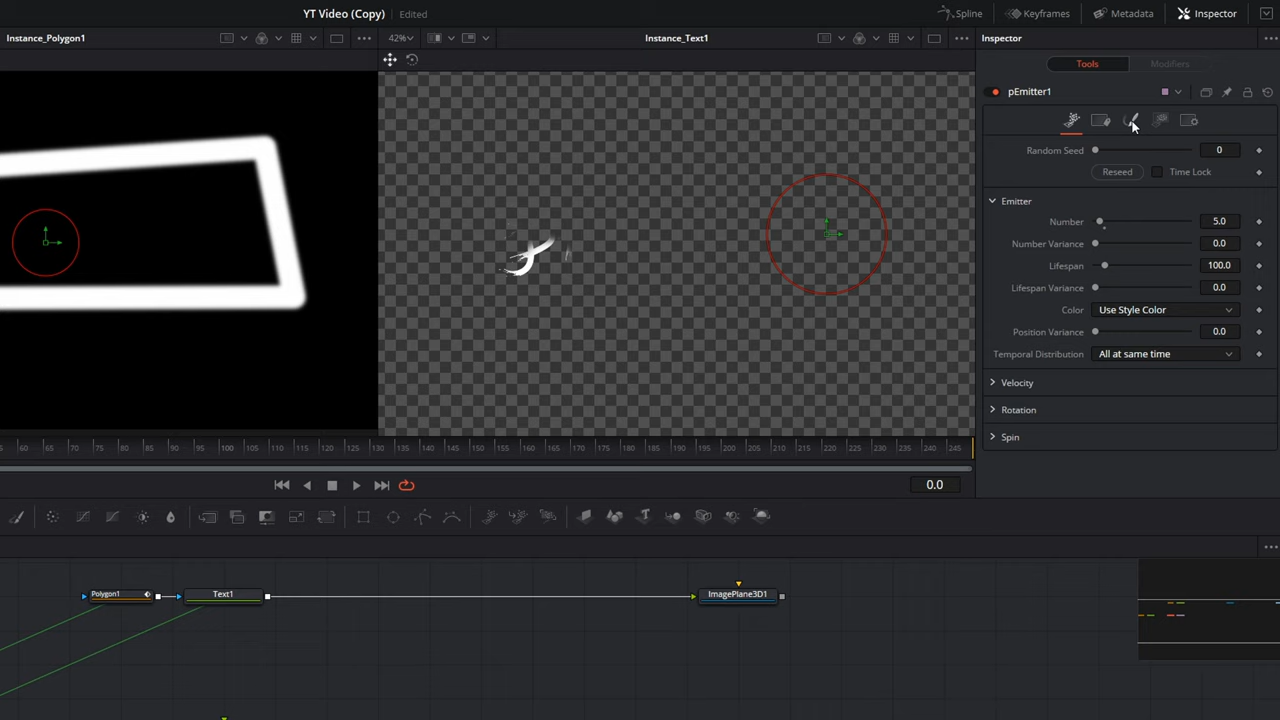 YT Video (Copy) Edited Spline Keyframes Metadata Inspector
Instance_Polygon1 42% Instance_Text1 Inspector
Tools Modifiers
pEmitter1
Random Seed 0
Reseed Time Lock
Emitter
Number 5.0
Number Variance 0.0
Lifespan 100.0
Lifespan Variance 0.0
Color Use Style Color
Position Variance 0.0
Temporal Distribution All at same time
Velocity
Rotation
Spin
60 65 70 75 80 85 90 95 100 105 110 115 120 125 130 135 140 145 150 155 160 165 170 175 180 185 190 195 200 205 210 215 220 225 230 235 240 245
0.0
Polygon1 Text1 ImagePlane3D1